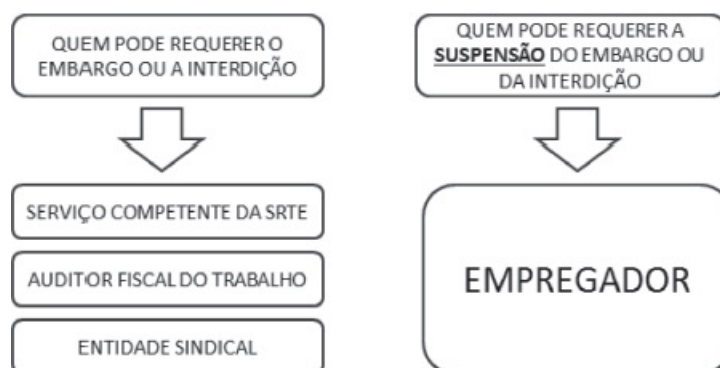 QUEM PODE REQUERER O
EMBARGO OU A INTERDIÇÃO
SERVIÇO COMPETENTE DA SRTE
AUDITOR FISCAL DO TRABALHO
ENTIDADE SINDICAL
QUEM PODE REQUERER A
SUSPENSÃO DO EMBARGO OU
DA INTERDIÇÃO
EMPREGADOR